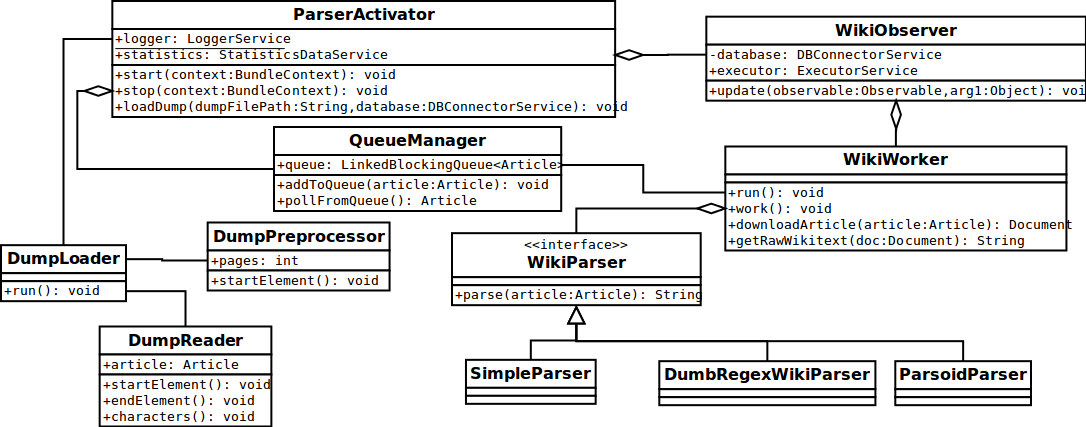 ParserActivator
+logger: LoggerService
+statistics: StatisticsDataService
+start(context:BundleContext): void
+stop(context:BundleContext): void
+loadDump(dumpFilePath:String,database:DBConnectorService): void
WikiObserver
-database: DBConnectorService
+executor: ExecutorService
+update(observable:Observable,arg1:Object): voi
QueueManager
+queue: LinkedBlockingQueue<Article>
+addToQueue(article:Article): void
+pollFromQueue(): Article
WikiWorker
+run(): void
+work(): void
+downloadArticle(article:Article): Document
+getRawWikitext(doc:Document): String
DumpPreprocessor
+pages: int
+startElement(): void
DumpLoader
+run(): void
<<interface>>
WikiParser
+parse(article:Article): String
DumpReader
+article: Article
+startElement(): void
+endElement(): void
+characters(): void
SimpleParser
DumbRegexWikiParser
ParsoidParser